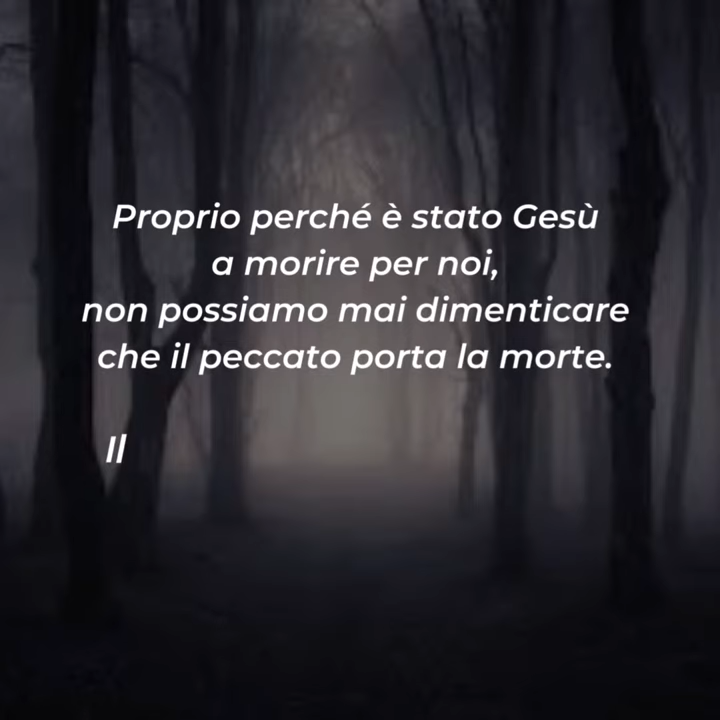 Proprio perché è stato Gesù
a morire per noi,
non possiamo mai dimenticare
che il peccato porta la morte.
Il